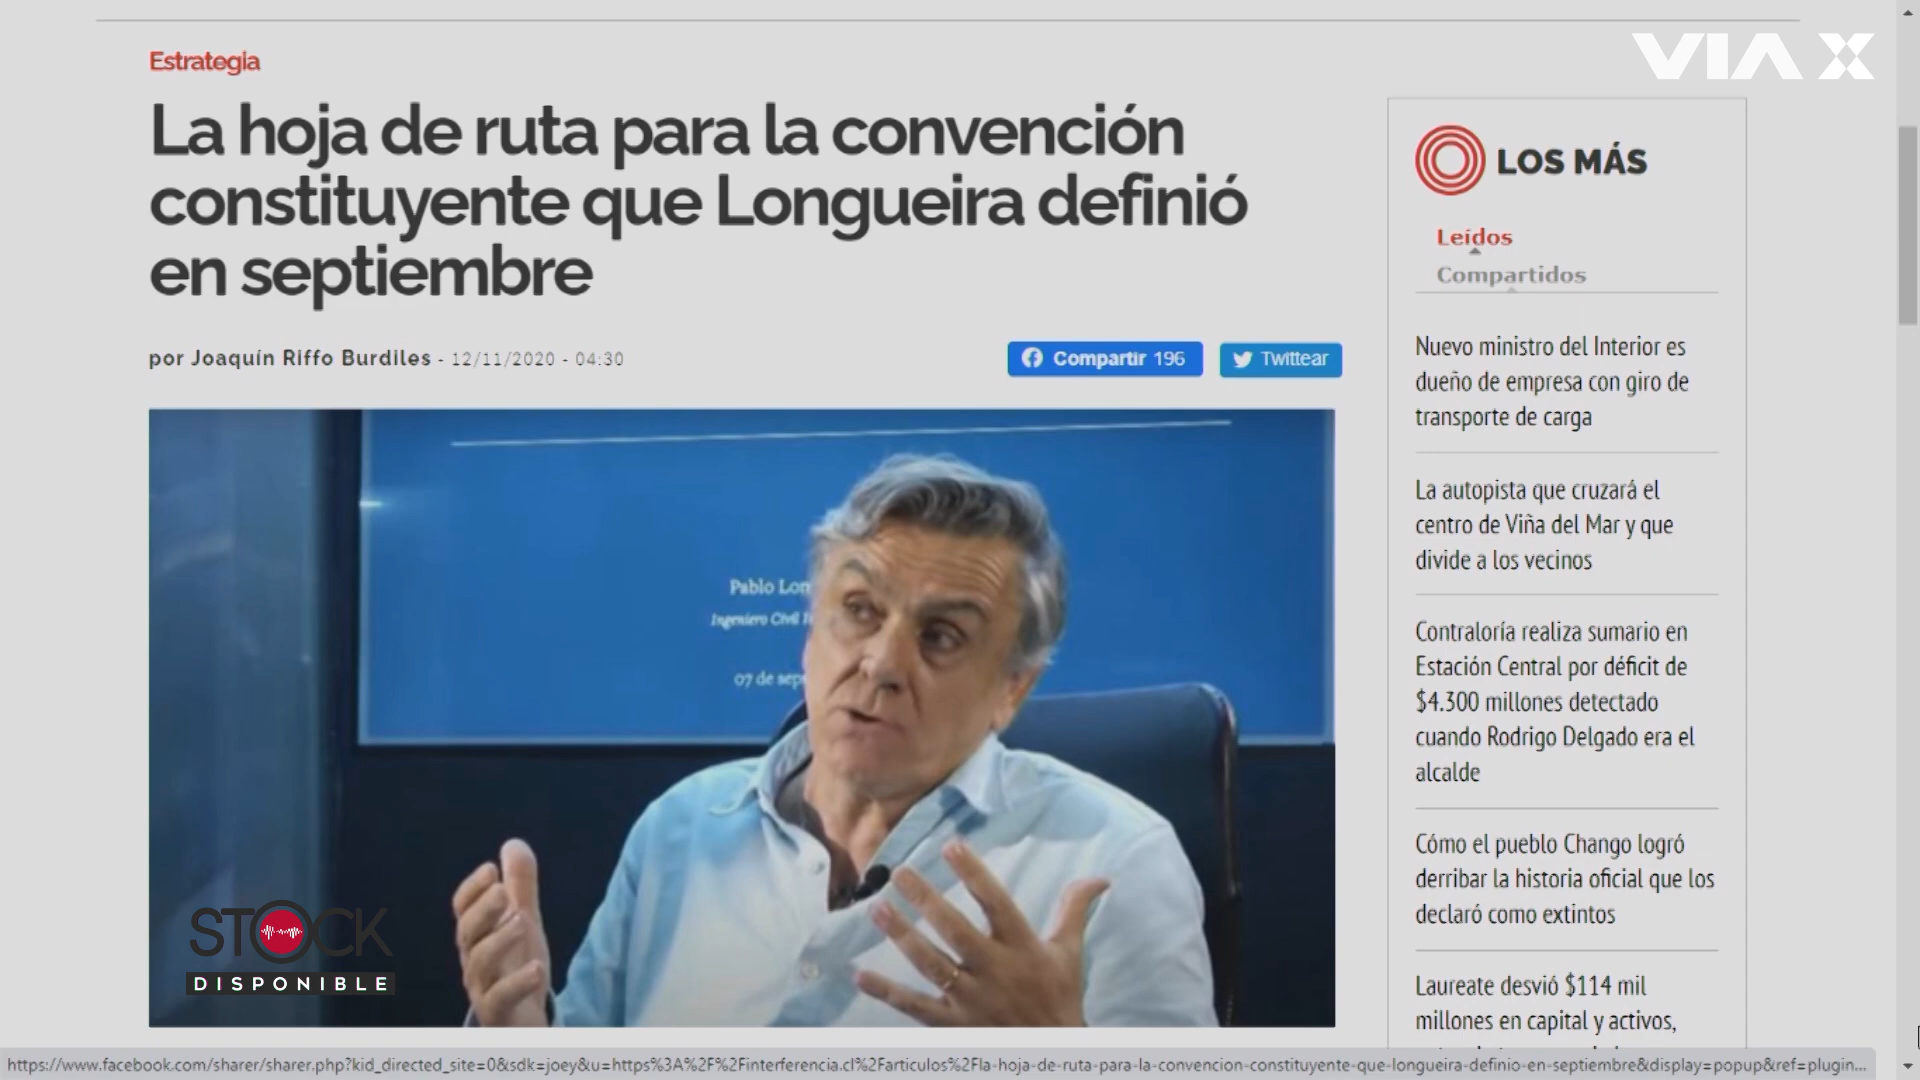 VIA X
Estrategia
La hoja de ruta para la convención
constituyente que Longueira definió
en septiembre
por Joaquín Riffo Burdiles - 12/11/2020 - 04:30
Compartir 196
Twittear
Pablo Lon
Ingeniero Civil
07 de sep
STOCK
DISPONIBLE
LOS MÁS
Leídos
Compartidos
Nuevo ministro del Interior es
dueño de empresa con giro de
transporte de carga
La autopista que cruzará el
centro de Viña del Mar y que
divide a los vecinos
Contraloría realiza sumario en
Estación Central por déficit de
$4.300 millones detectado
cuando Rodrigo Delgado era el
alcalde
Cómo el pueblo Chango logró
derribar la historia oficial que los
declaró como extintos
Laureate desvió $114 mil
millones en capital y activos,
https://www.facebook.com/sharer/sharer.php?kid_directed_site=0&sdk=joey&u=https%3A%2F%2Finterferencia.cl%2Farticulos%2Fla-hoja-de-ruta-para-la-convencion-constituyente-que-longueira-definio-en-septiembre&display=popup&ref=plugin...